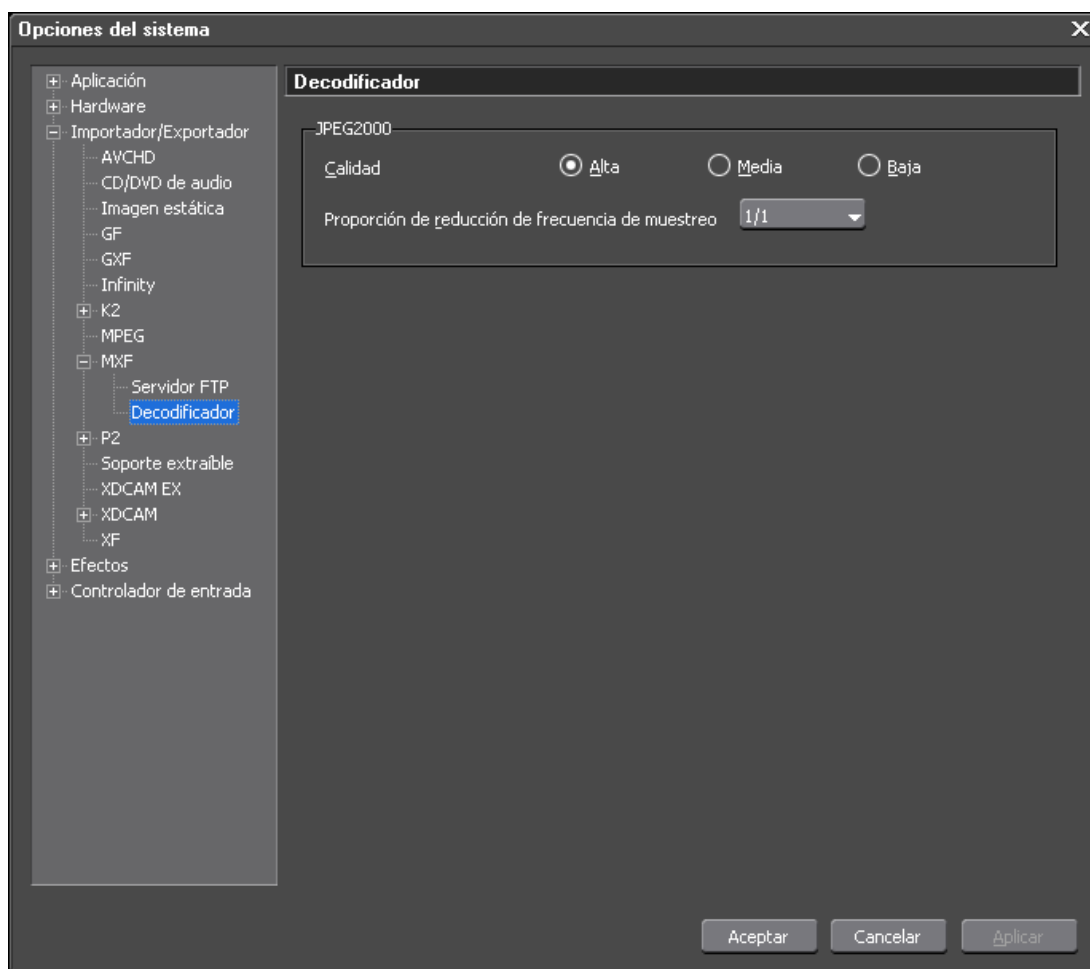 Opciones del sistema
Aplicación
Hardware
Importador/Exportador
AVCHD
CD/DVD de audio
Imagen estática
GF
GXF
Infinity
K2
MPEG
MXF
Servidor FTP
Decodificador
P2
Soporte extraíble
XDCAM EX
XDCAM
XF
Efectos
Controlador de entrada
Decodificador
JPEG2000
Calidad Alta Media Baja
Proporción de reducción de frecuencia de muestreo 1/1
Aceptar Cancelar Aplicar